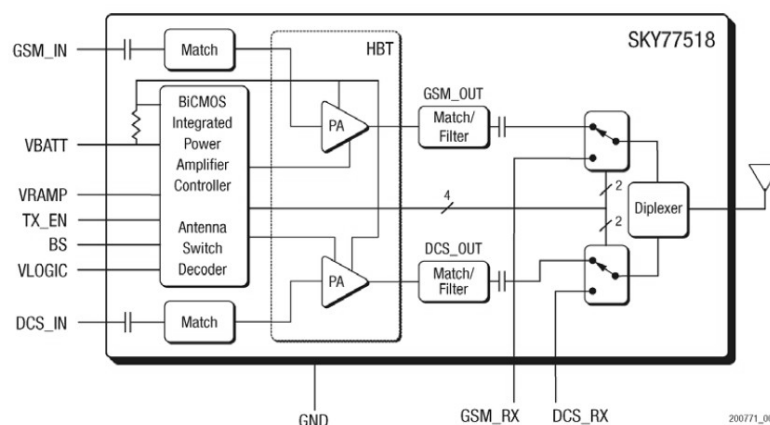 SKY77518
GSM_IN
Match
HBT
GSM_OUT
Match/
Filter
BiCMOS
Integrated
Power
Amplifier
Controller
Antenna
Switch
Decoder
PA
VBATT
VRAMP
TX_EN
BS
VLOGIC
4
2
2
Diplexer
DCS_OUT
Match/
Filter
PA
DCS_IN
Match
GND
GSM_RX
DCS_RX